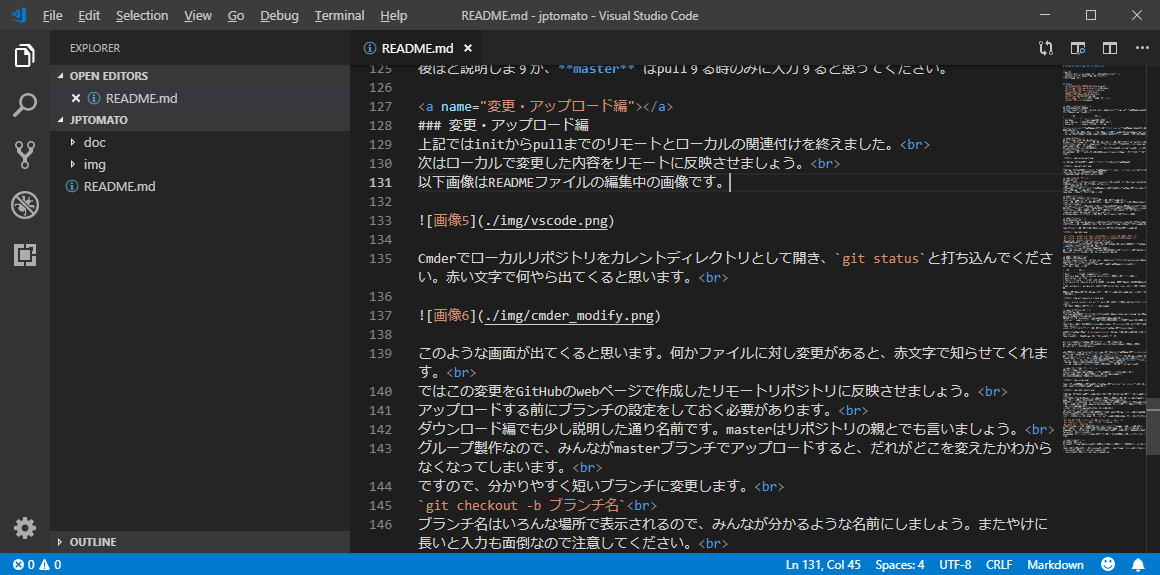 File Edit Selection View Go Debug Terminal Help README.md - jptomato - Visual Studio Code
EXPLORER
OPEN EDITORS
README.md
JPTOMATO
doc
img
README.md
OUTLINE
README.md
125 後ほど説明しますが、**master** はpullする時のみに入力すると思ってください。
126
127 <a name="変更・アップロード編"></a>
128 ### 変更・アップロード編
129 上記ではinitからpullまでのリモートとローカルの関連付けを終えました。<br>
130 次はローカルで変更した内容をリモートに反映させましょう。<br>
131 以下画像はREADMEファイルの編集中の画像です。
132
133 ![画像5](./img/vscode.png)
134
135 Cmderでローカルリポジトリをカレントディレクトリとして開き、`git status`と打ち込んでくださ
い。赤い文字で何やら出てくると思います。<br>
136
137 ![画像6](./img/cmder_modify.png)
138
139 このような画面が出てくると思います。何かファイルに対し変更があると、赤文字で知らせてくれま
す。<br>
140 ではこの変更をGitHubのwebページで作成したリモートリポジトリに反映させましょう。<br>
141 アップロードする前にブランチの設定をしておく必要があります。<br>
142 ダウンロード編でも少し説明した通り名前です。masterはリポジトリの親とでも言いましょう。<br>
143 グループ製作なので、みんながmasterブランチでアップロードすると、だれがどこを変えたかわから
なくなってしまいます。<br>
144 ですので、分かりやすく短いブランチに変更します。<br>
145 `git checkout -b ブランチ名`<br>
146 ブランチ名はいろんな場所で表示されるので、みんなが分かるような名前にしましょう。またやけに
長いと入力も面倒なので注意してください。<br>
0 0 Ln 131, Col 45 Spaces: 4 UTF-8 CRLF Markdown